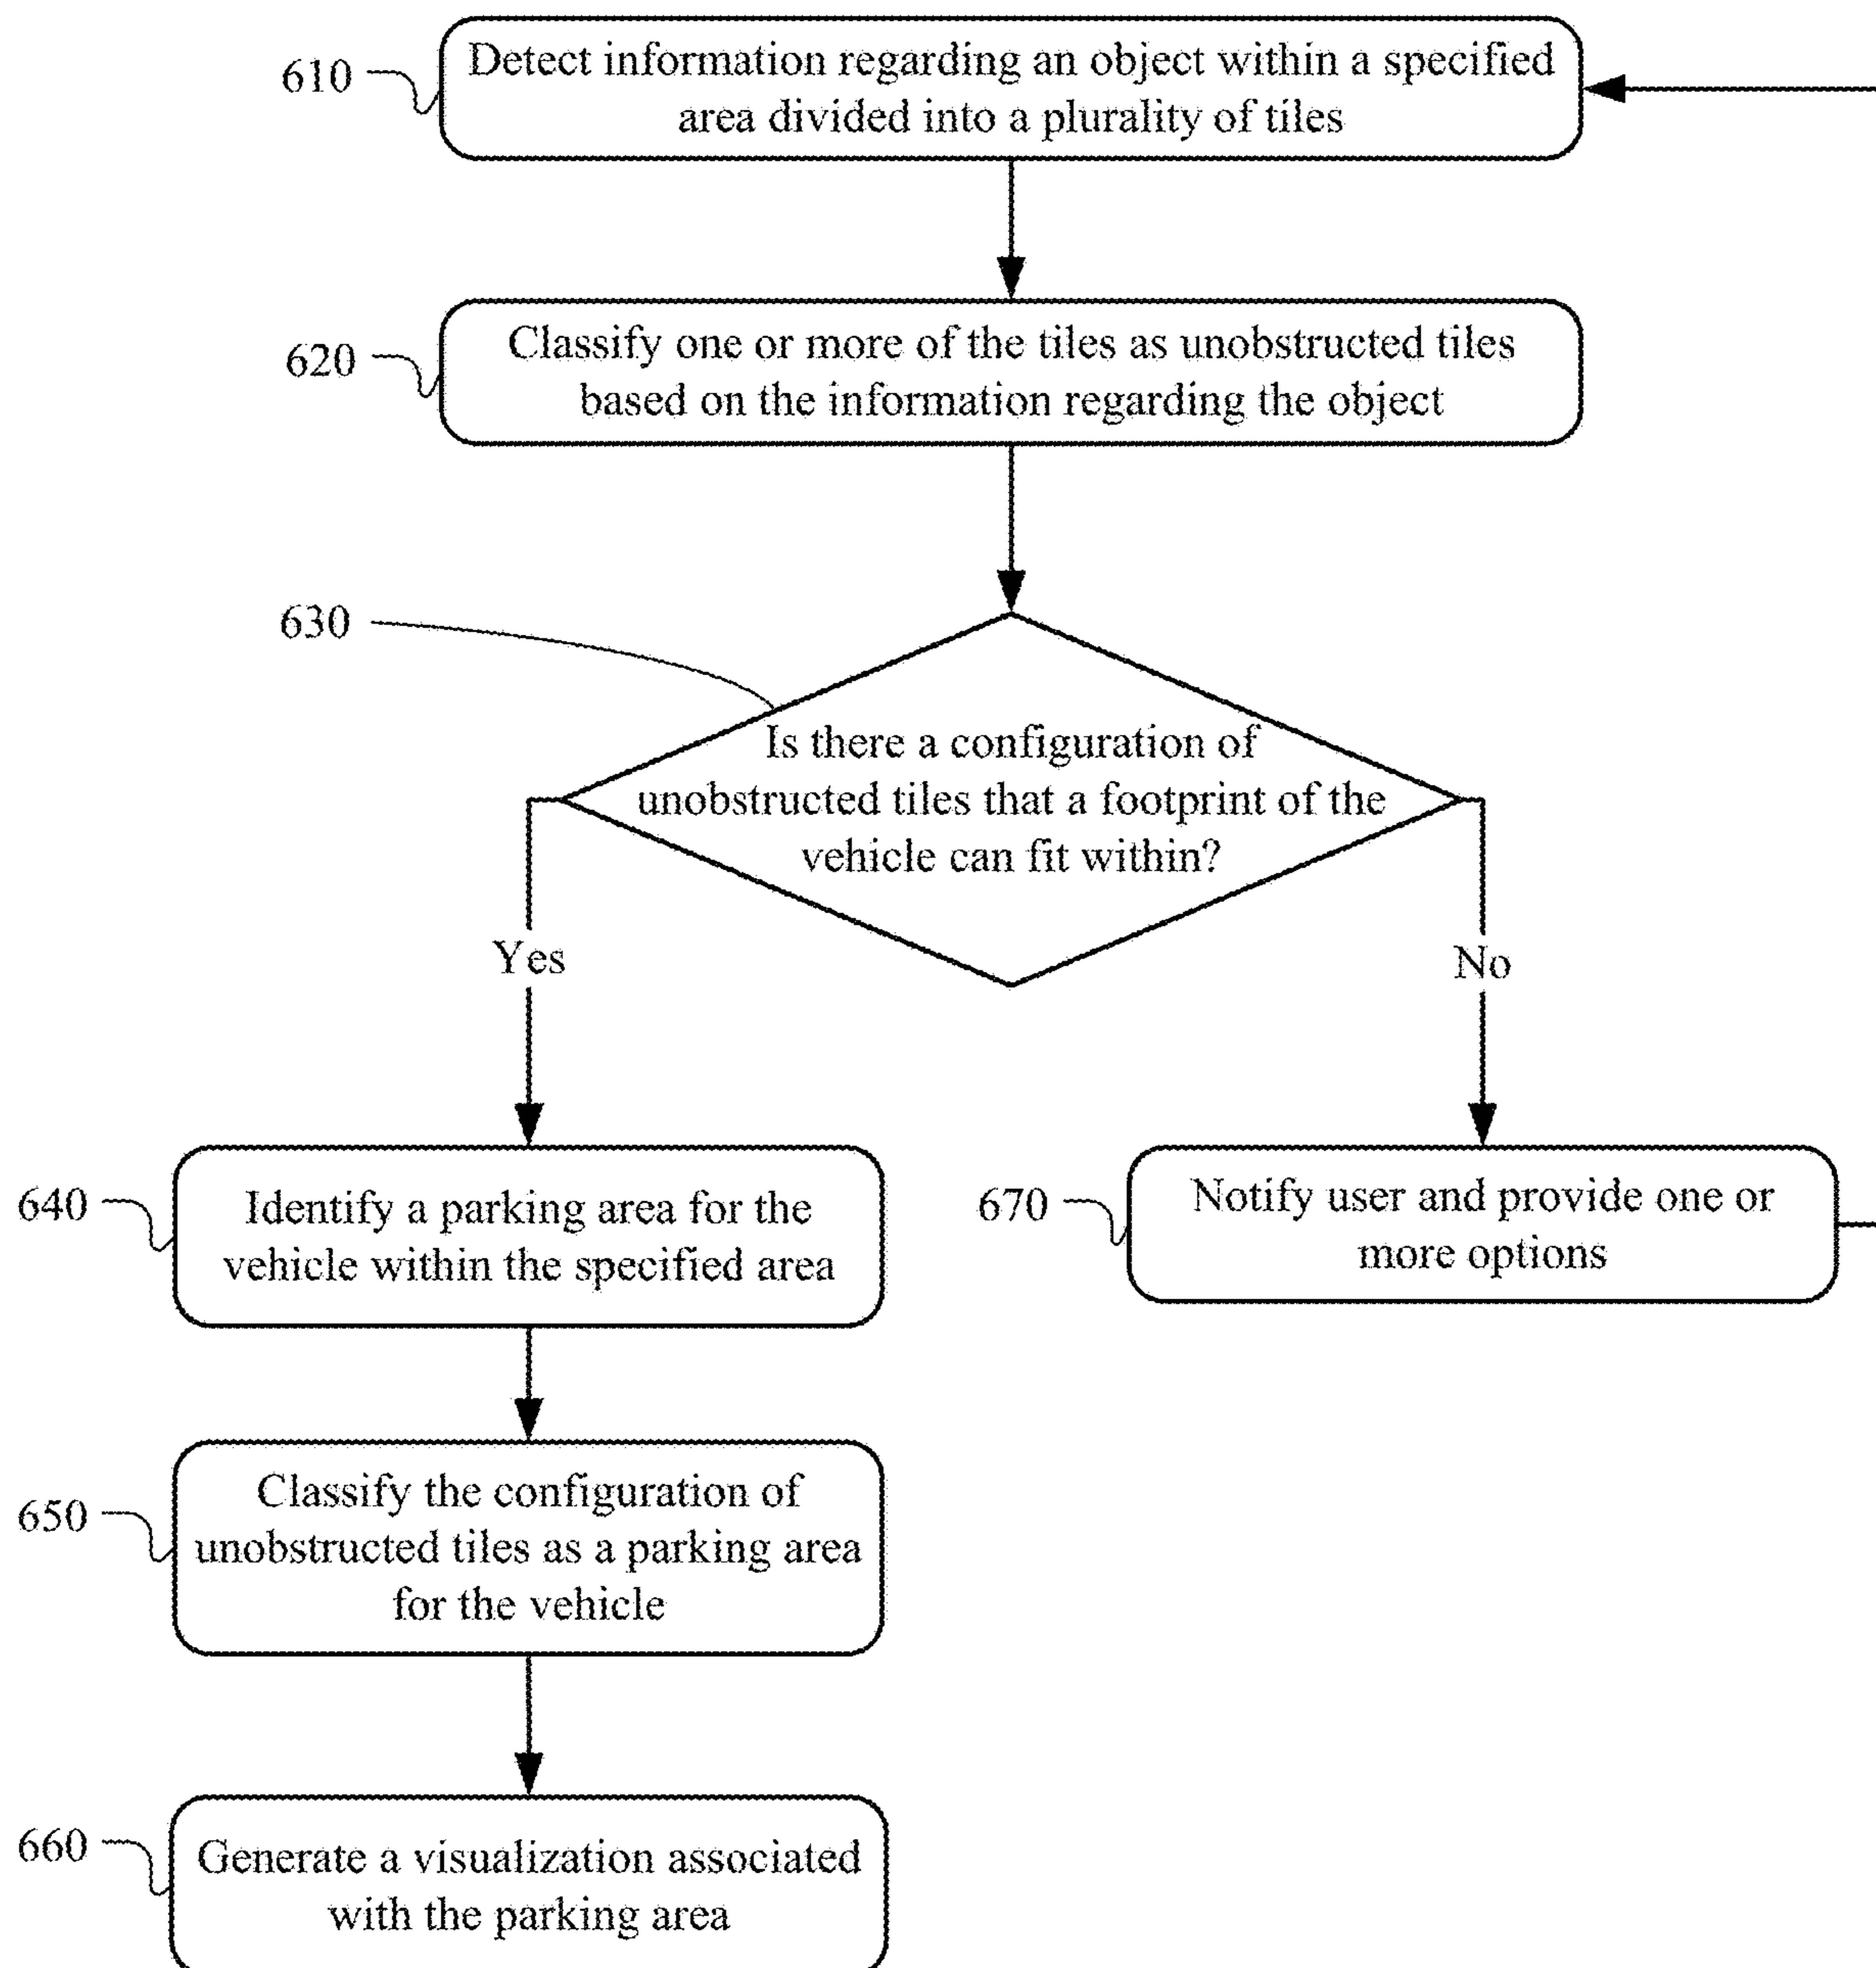 610
Detect information regarding an object within a specified
area divided into a plurality of tiles
620
Classify one or more of the tiles as unobstructed tiles
based on the information regarding the object
630
Is there a configuration of
unobstructed tiles that a footprint of the
vehicle can fit within?
Yes
No
640
Identify a parking area for the
vehicle within the specified area
670
Notify user and provide one or
more options
650
Classify the configuration of
unobstructed tiles as a parking area
for the vehicle
660
Generate a visualization associated
with the parking area